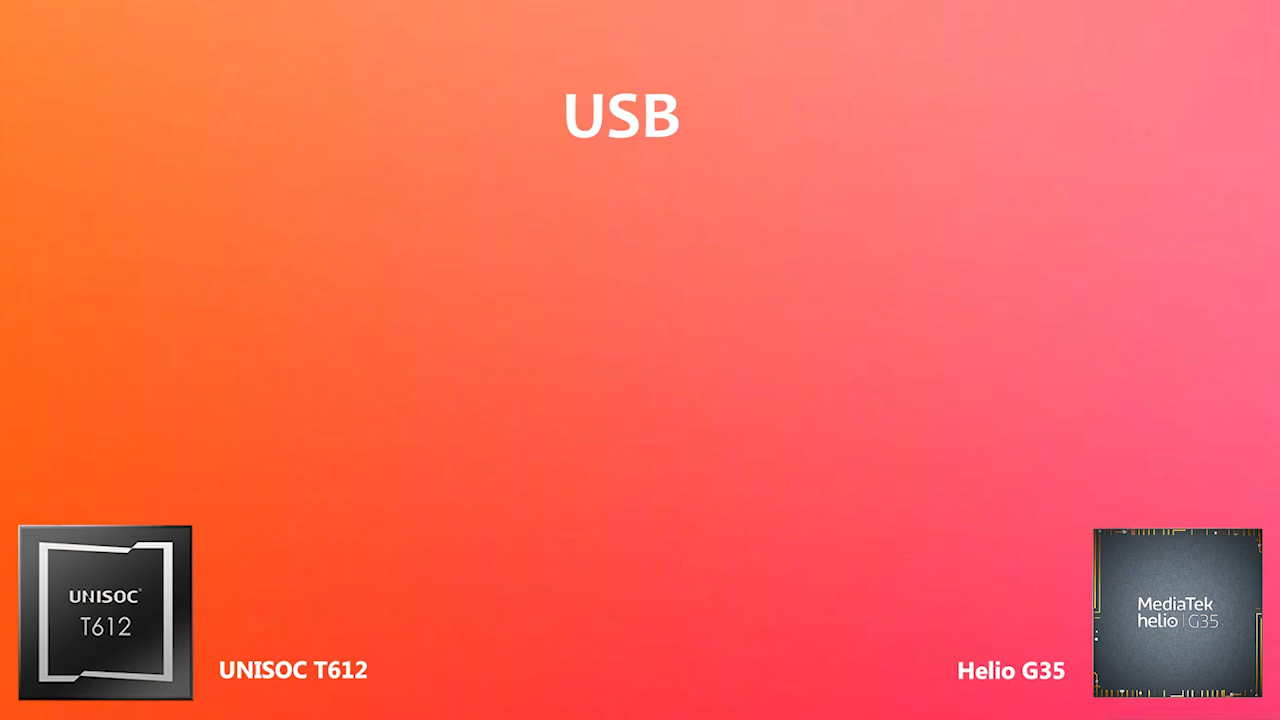 USB
UNISOC
T612
UNISOC T612
Helio G35
MediaTek
helio | G35